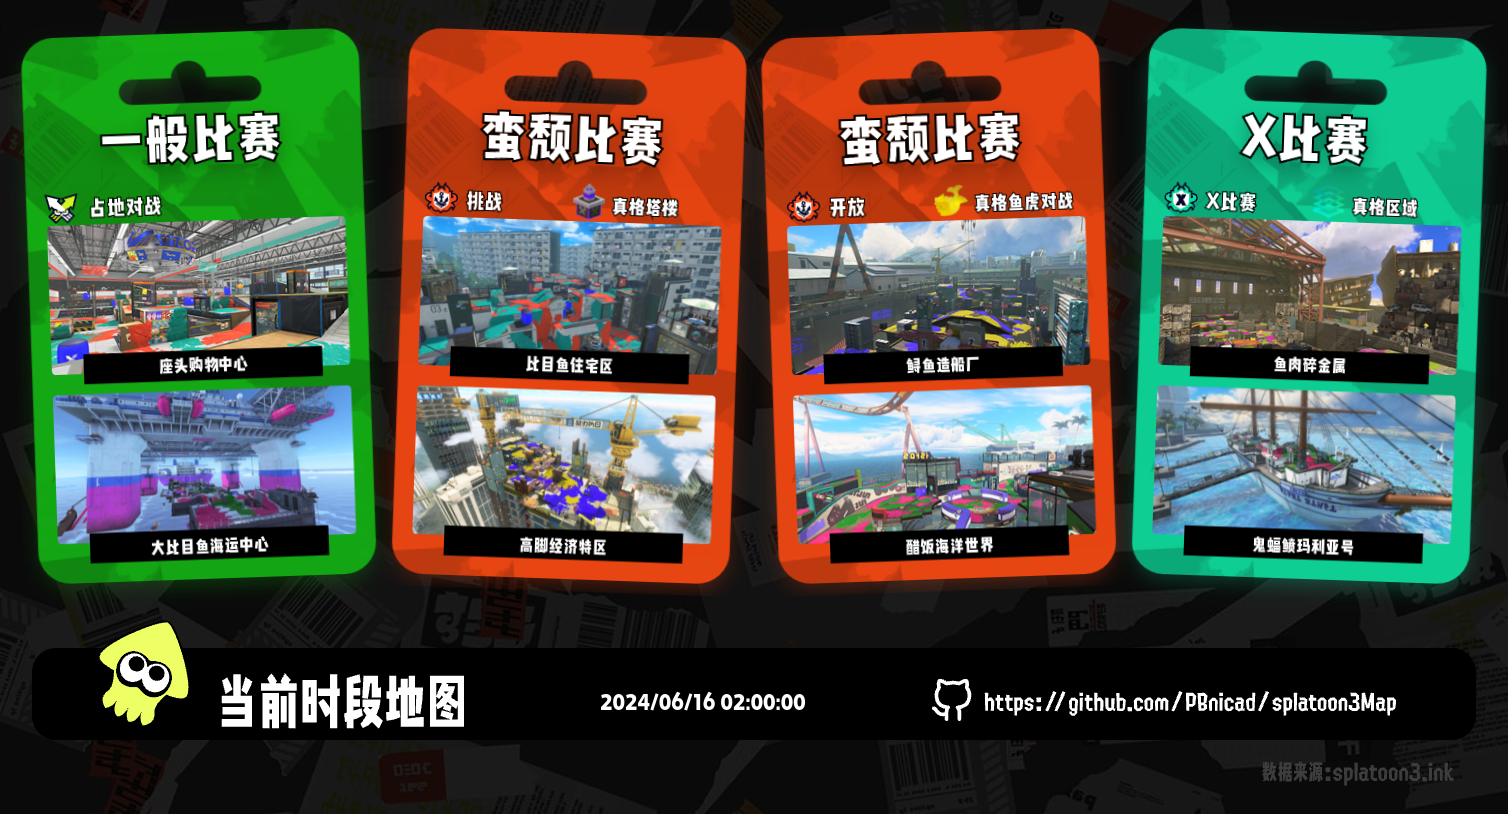 一般比赛
占地对战
座头购物中心
大比目鱼海运中心
蛮颓比赛
挑战
真格塔楼
比目鱼住宅区
高脚经济特区
蛮颓比赛
开放
真格鱼虎对战
鲟鱼造船厂
醋饭海洋世界
X比赛
X比赛
真格区域
鱼肉碎金属
鬼蝠鲼玛利亚号
当前时段地图
2024/06/16 02:00:00
https://github.com/PBnicad/splatoon3Map
数据来源:splatoon3.ink